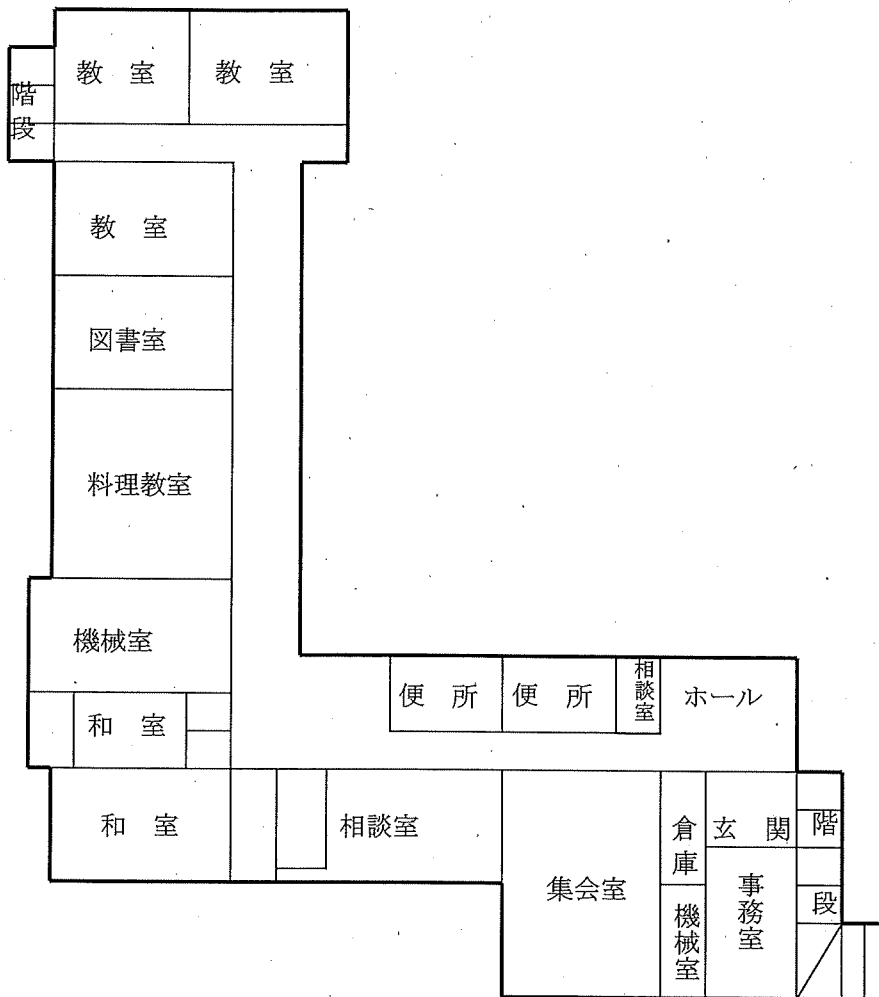 教 室
教 室
階段
教 室
図書室
料理教室
機械室
和 室
便 所
便 所
相談室
ホール
和 室
相談室
集会室
倉庫
機械室
玄 関
事務室
階段